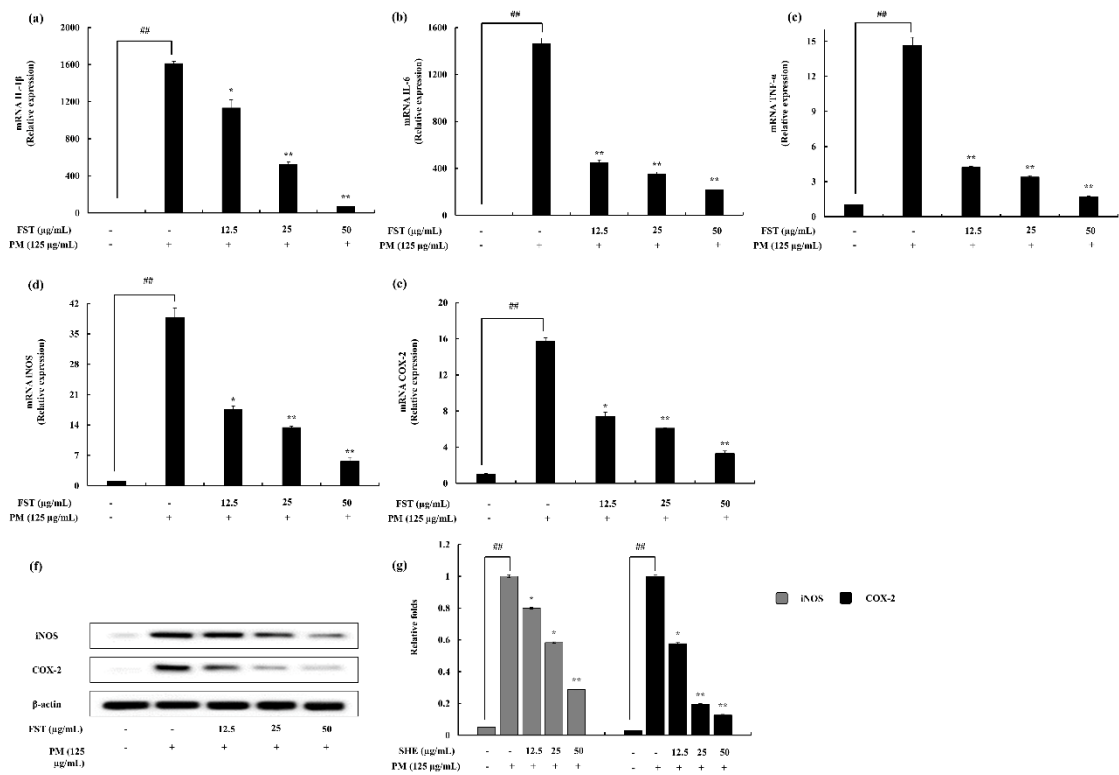 (a)
mRNA IL-1β
(Relative expression)
2000
1600
1200
800
400
0
##
*
**
**
FST (µg/mL) - - 12.5 25 50
PM (125 µg/mL) - + + + +
(b)
mRNA IL-6
(Relative expression)
1600
1200
800
400
0
##
**
**
**
FST (µg/mL) - - 12.5 25 50
PM (125 µg/mL) - + + + +
(c)
mRNA TNF-α
(Relative expression)
15
12
9
6
3
0
##
**
**
**
FST (µg/mL) - - 12.5 25 50
PM (125 µg/mL) - + + + +
(d)
mRNA iNOS
(Relative expression)
42
35
28
21
14
7
0
##
*
**
**
FST (µg/mL) - - 12.5 25 50
PM (125 µg/mL) - + + + +
(e)
mRNA COX-2
(Relative expression)
20
16
12
8
4
0
##
*
**
**
FST (µg/mL) - - 12.5 25 50
PM (125 µg/mL) - + + + +
(f)
iNOS
COX-2
β-actin
FST (µg/mL) - - 12.5 25 50
PM (125 - + + + +
µg/mL)
(g)
Relative folds
1.2
1
0.8
0.6
0.4
0.2
0
##
*
*
**
##
*
**
**
iNOS
COX-2
SHE (µg/mL) - - 12.5 25 50 - - 12.5 25 50
PM (125 µg/mL) - + + + + - + + + +